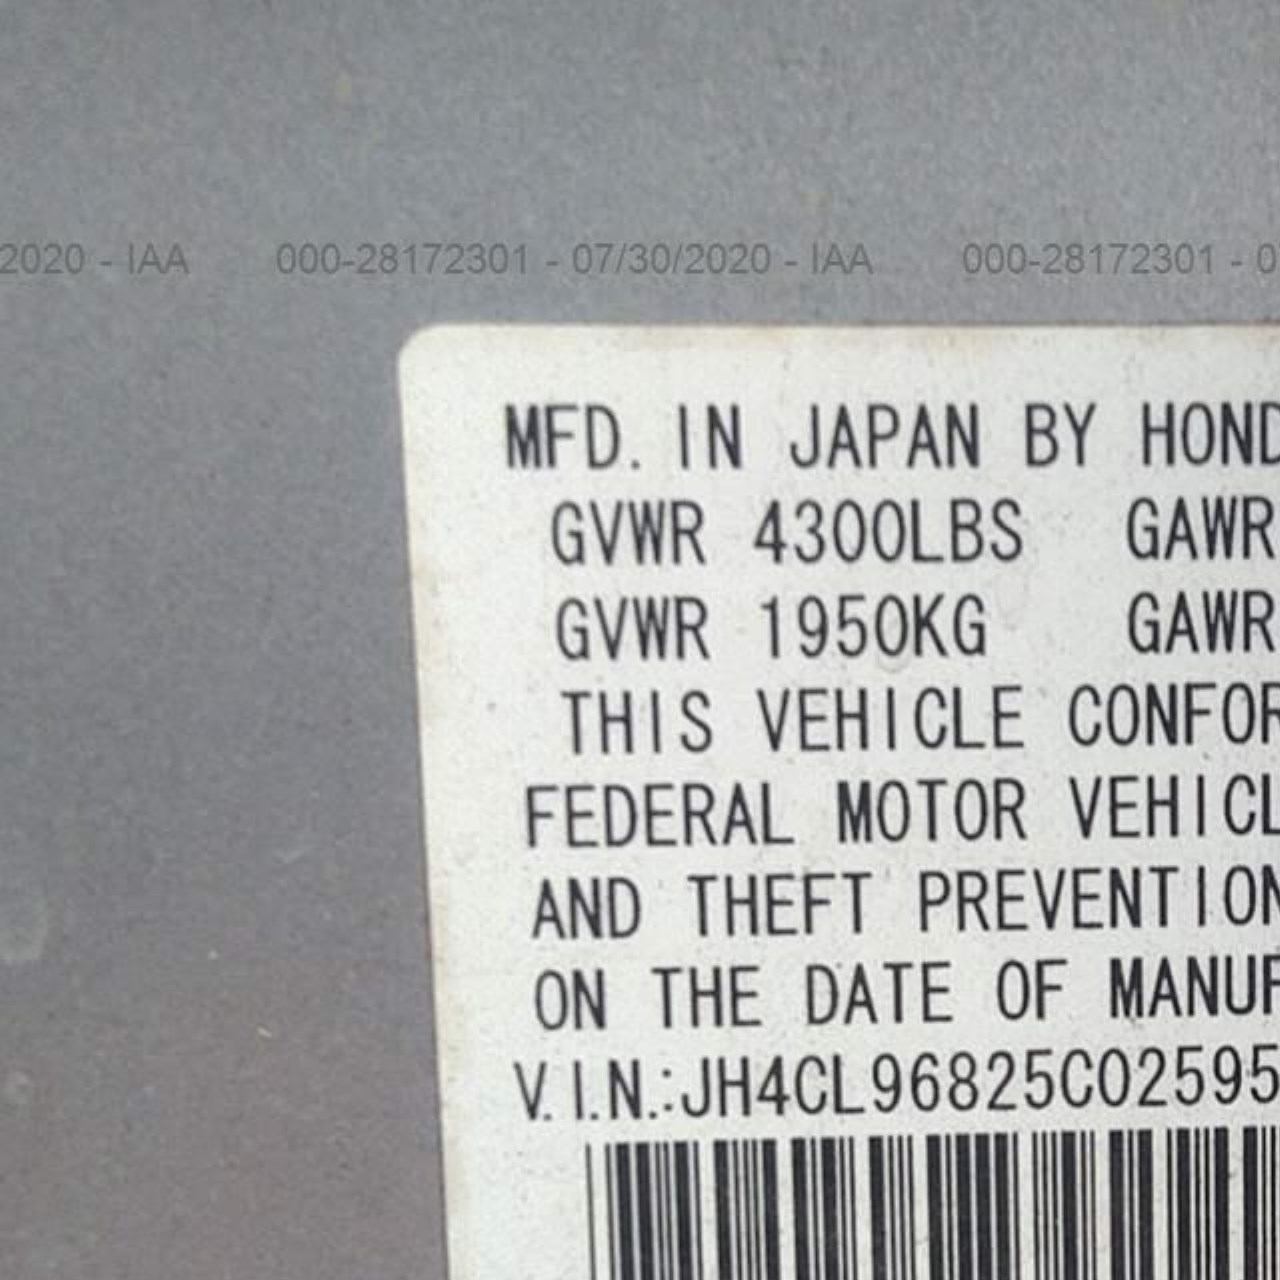 2020 - IAA 000-28172301 - 07/30/2020 - IAA 000-28172301 - 0
MFD. IN JAPAN BY HOND
GVWR 4300LBS GAWR
GVWR 1950KG GAWR
THIS VEHICLE CONFOR
FEDERAL MOTOR VEHICL
AND THEFT PREVENTION
ON THE DATE OF MANUF
V.I.N.:JH4CL96825C02595